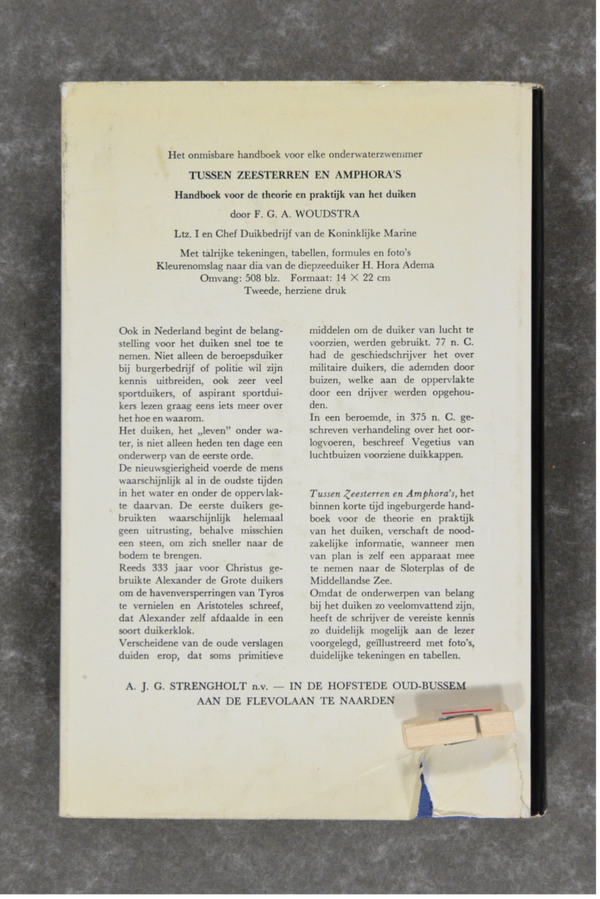 Het onmisbare handboek voor elke onderwaterzwemmer
TUSSEN ZEESTERREN EN AMPHORA'S
Handboek voor de theorie en praktijk van het duiken
door F. G. A. WOUDSTRA
Ltz. I en Chef Duikbedrijf van de Koninklijke Marine
Met talrijke tekeningen, tabellen, formules en foto's
Kleurenomslag naar dia van de diepzeeduiker H. Hora Adema
Omvang: 508 blz. Formaat: 14 × 22 cm
Tweede, herziene druk
Ook in Nederland begint de belang-
stelling voor het duiken snel toe te
nemen. Niet alleen de beroepsduiker
bij burgerbedrijf of politie wil zijn
kennis uitbreiden, ook zeer veel
sportduikers, of aspirant sportdui-
kers lezen graag eens iets meer over
het hoe en waarom.
Het duiken, het „leven" onder wa-
ter, is niet alleen heden ten dage een
onderwerp van de eerste orde.
De nieuwsgierigheid voerde de mens
waarschijnlijk al in de oudste tijden
in het water en onder de oppervlak-
te daarvan. De eerste duikers ge-
bruikten waarschijnlijk helemaal
geen uitrusting, behalve misschien
een steen, om zich sneller naar de
bodem te brengen.
Reeds 333 jaar voor Christus ge-
bruikte Alexander de Grote duikers
om de havenversperringen van Tyros
te vernielen en Aristoteles schreef,
dat Alexander zelf afdaalde in een
soort duikerklok.
Verscheidene van de oude verslagen
duiden erop, dat soms primitieve
middelen om de duiker van lucht te
voorzien, werden gebruikt. 77 n. C.
had de geschiedschrijver het over
militaire duikers, die ademden door
buizen, welke aan de oppervlakte
door een drijver werden opgehou-
den.
In een beroemde, in 375 n. C. ge-
schreven verhandeling over het oor-
logvoeren, beschreef Vegetius van
luchtbuizen voorziene duikkappen.
Tussen Zeesterren en Amphora's, het
binnen korte tijd ingeburgerde hand-
boek voor de theorie en praktijk
van het duiken, verschaft de nood-
zakelijke informatie, wanneer men
van plan is zelf een apparaat mee
te nemen naar de Sloterplas of de
Middellandse Zee.
Omdat de onderwerpen van belang
bij het duiken zo veelomvattend zijn,
heeft de schrijver de vereiste kennis
zo duidelijk mogelijk aan de lezer
voorgelegd, geïllustreerd met foto's,
duidelijke tekeningen en tabellen.
A. J. G. STRENGHOLT n.v. — IN DE HOFSTEDE OUD-BUSSEM
AAN DE FLEVOLAAN TE NAARDEN